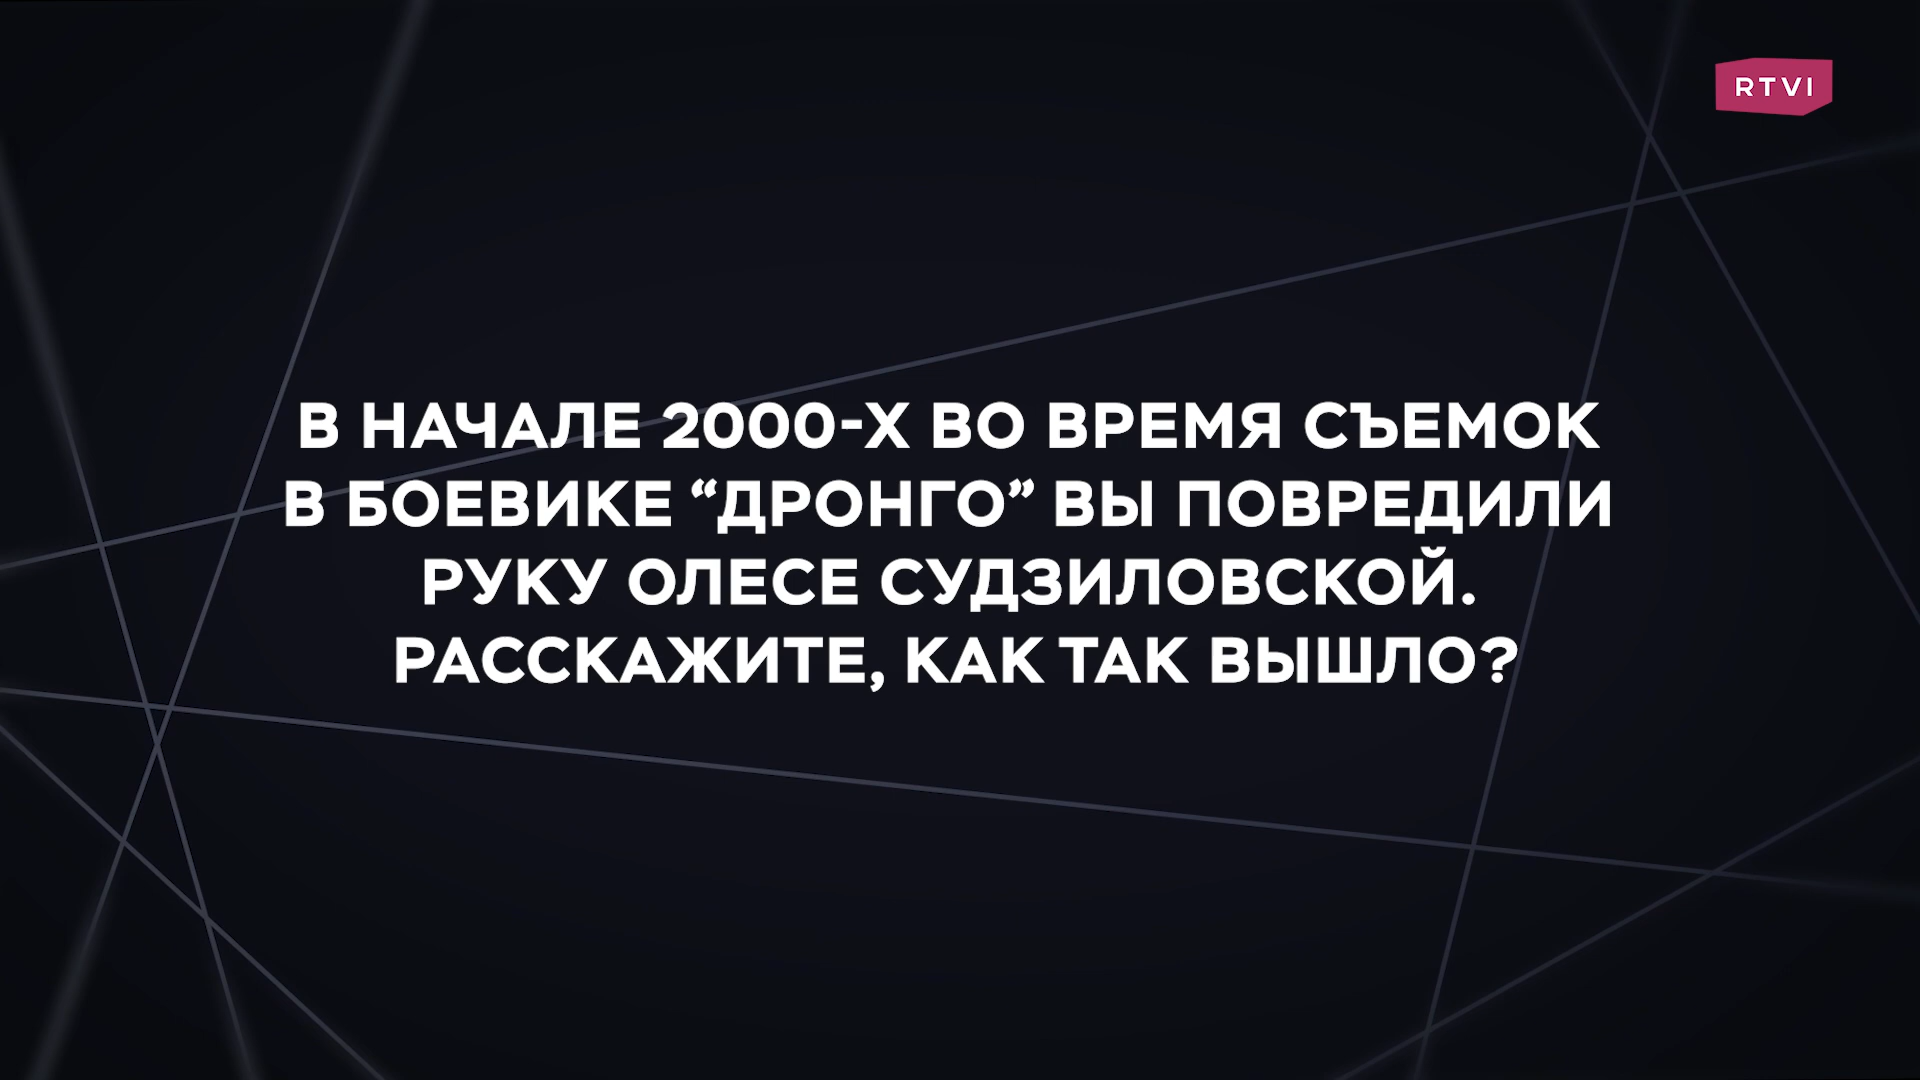 RTVI
В НАЧАЛЕ 2000-Х ВО ВРЕМЯ СЪЕМОК
В БОЕВИКЕ “ДРОНГО” ВЫ ПОВРЕДИЛИ
РУКУ ОЛЕСЕ СУДЗИЛОВСКОЙ.
РАССКАЖИТЕ, КАК ТАК ВЫШЛО?